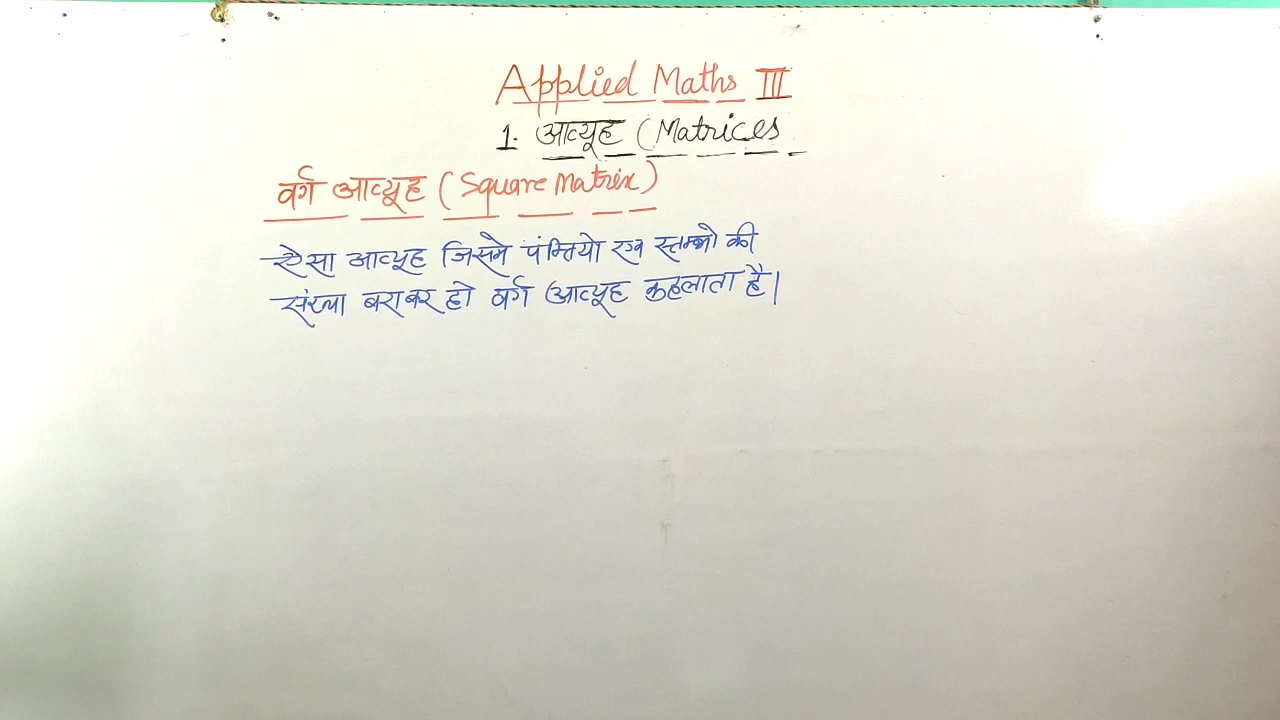 Applied Maths III
1. आव्यूह (Matrices
वर्ग आव्यूह (Square Matrix)
ऐसा आव्यूह जिसमे पंक्तियो एव स्तम्भो की
संख्या बराबर हो वर्ग आव्यूह कहलाता है।